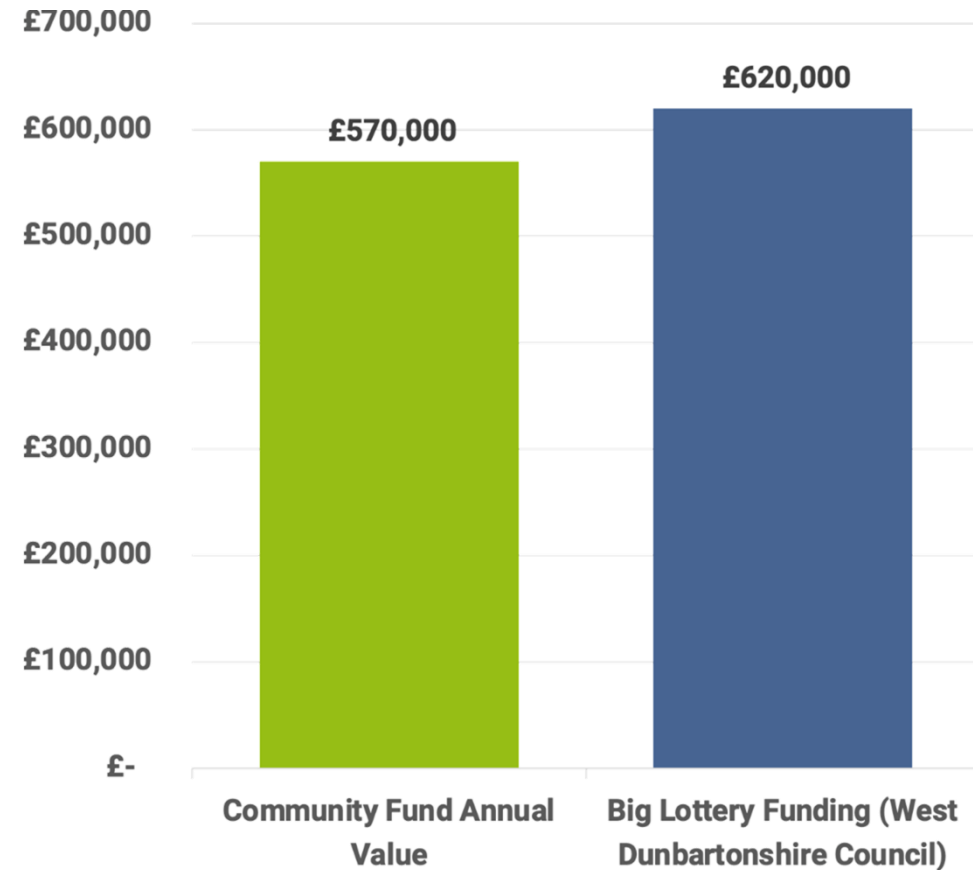 £700,000
£620,000
£600,000
£570,000
£500,000
£400,000
£300,000
£200,000
£100,000
£-
Community Fund Annual
Value
Big Lottery Funding (West
Dunbartonshire Council)